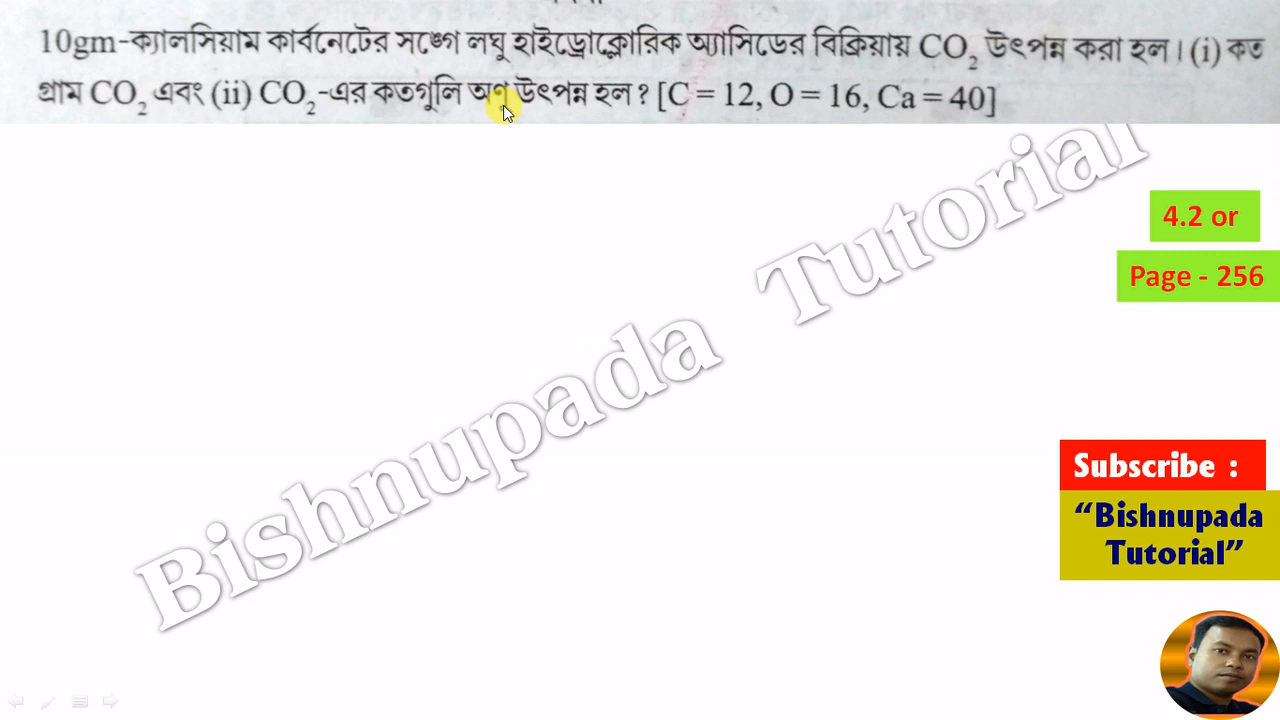 10gm-ক্যালসিয়াম কার্বনেটের সঙ্গে লঘু হাইড্রোক্লোরিক অ্যাসিডের বিক্রিয়ায় CO₂ উৎপন্ন করা হল। (i) কত
গ্রাম CO₂ এবং (ii) CO₂-এর কতগুলি অণু উৎপন্ন হল? [C = 12, O = 16, Ca = 40]
Bishnupada Tutorial
4.2 or
Page - 256
Subscribe :
“Bishnupada
Tutorial”